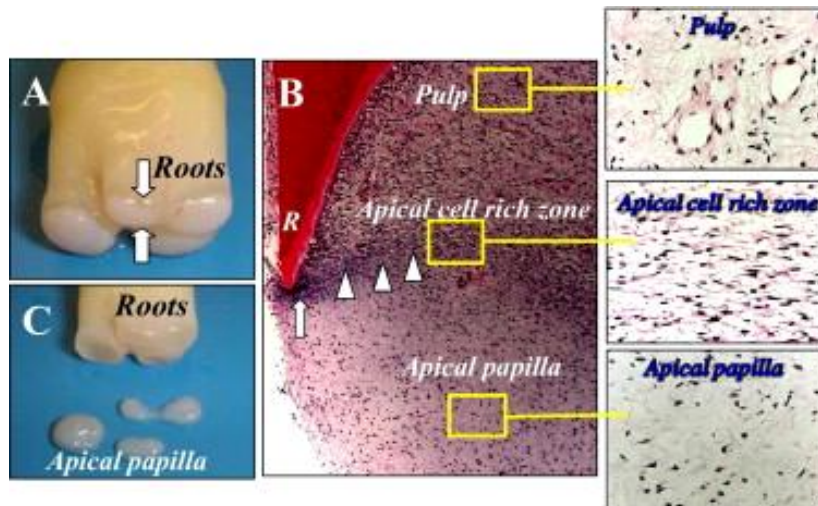 A
Roots
B
Pulp
R
Apical cell rich zone
Apical papilla
C
Roots
Apical papilla
Pulp
Apical cell rich zone
Apical papilla